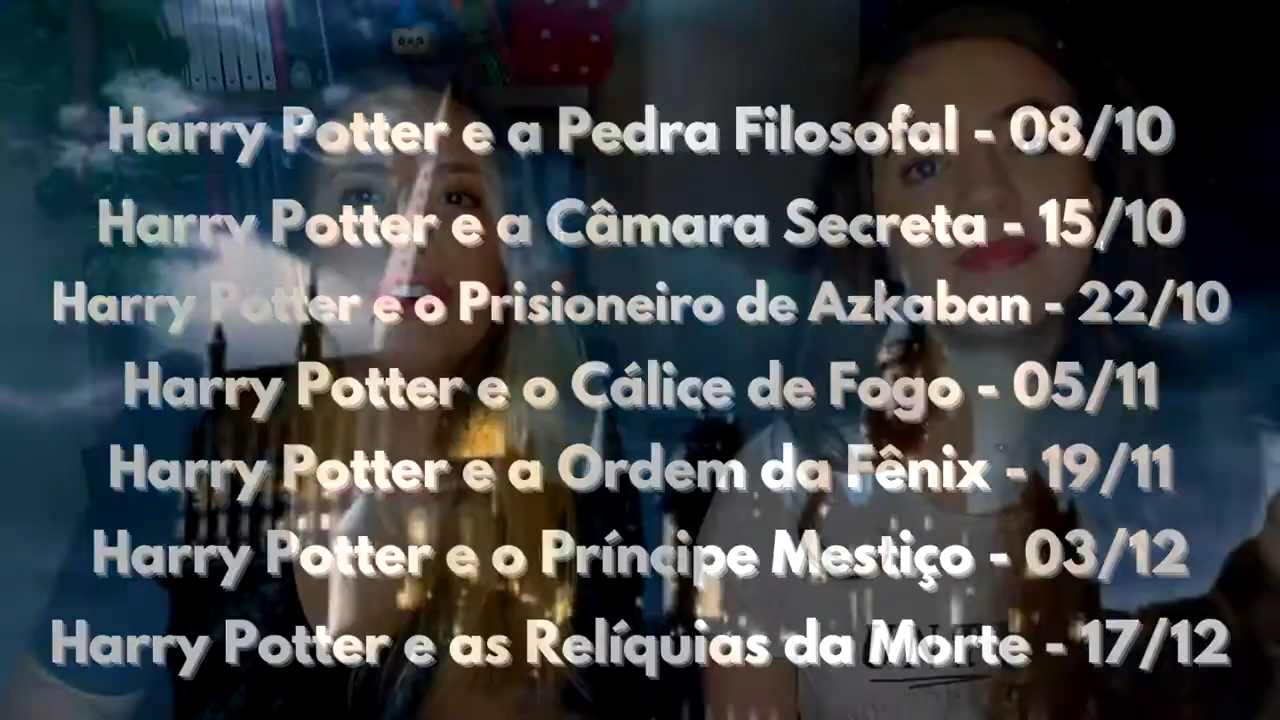 Harry Potter e a Pedra Filosofal - 08/10
Harry Potter e a Câmara Secreta - 15/10
Harry Potter e o Prisioneiro de Azkaban - 22/10
Harry Potter e o Cálice de Fogo - 05/11
Harry Potter e a Ordem da Fênix - 19/11
Harry Potter e o Príncipe Mestiço - 03/12
Harry Potter e as Relíquias da Morte - 17/12